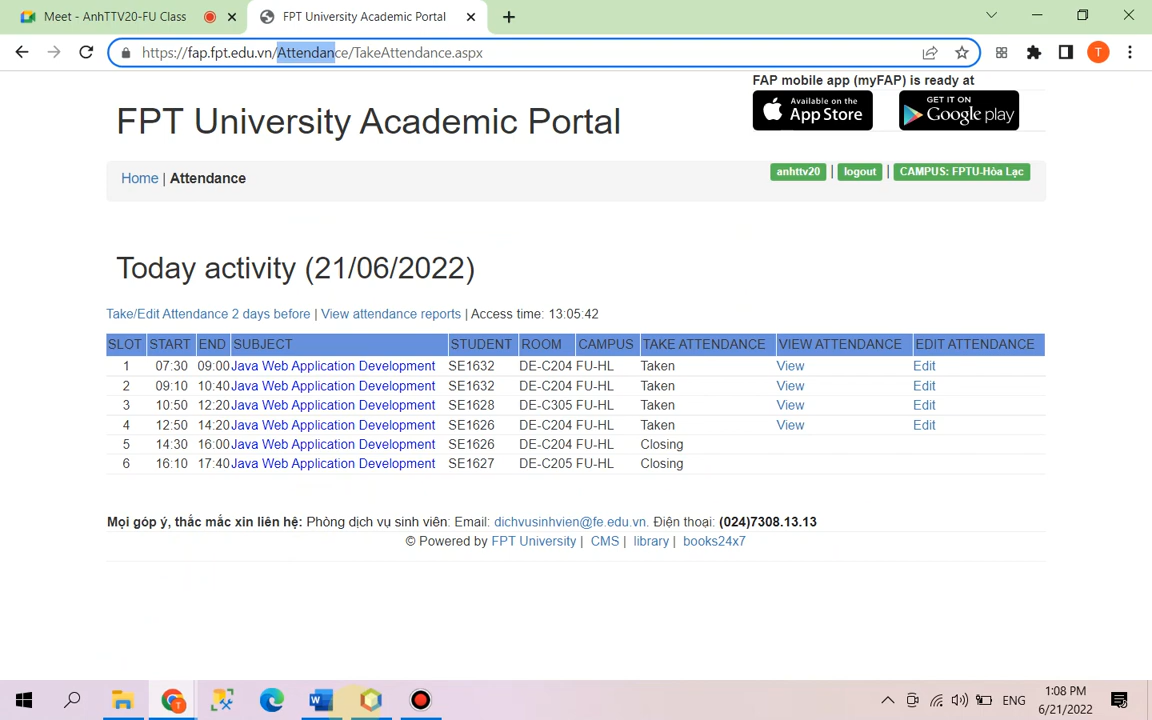 Meet - AnhTTV20-FU Class
FPT University Academic Portal
https://fap.fpt.edu.vn/Attendance/TakeAttendance.aspx
T
FAP mobile app (myFAP) is ready at
Available on the App Store
GET IT ON Google play
FPT University Academic Portal
Home | Attendance
anhttv20 | logout | CAMPUS: FPTU-Hòa Lạc
Today activity (21/06/2022)
Take/Edit Attendance 2 days before | View attendance reports | Access time: 13:05:42
SLOT START END SUBJECT STUDENT ROOM CAMPUS TAKE ATTENDANCE VIEW ATTENDANCE EDIT ATTENDANCE
1 07:30 09:00 Java Web Application Development SE1632 DE-C204 FU-HL Taken View Edit
2 09:10 10:40 Java Web Application Development SE1632 DE-C204 FU-HL Taken View Edit
3 10:50 12:20 Java Web Application Development SE1628 DE-C305 FU-HL Taken View Edit
4 12:50 14:20 Java Web Application Development SE1626 DE-C204 FU-HL Taken View Edit
5 14:30 16:00 Java Web Application Development SE1626 DE-C204 FU-HL Closing
6 16:10 17:40 Java Web Application Development SE1627 DE-C205 FU-HL Closing
Mọi góp ý, thắc mắc xin liên hệ: Phòng dịch vụ sinh viên: Email: dichvusinhvien@fe.edu.vn. Điện thoại: (024)7308.13.13
© Powered by FPT University | CMS | library | books24x7
ENG
1:08 PM
6/21/2022